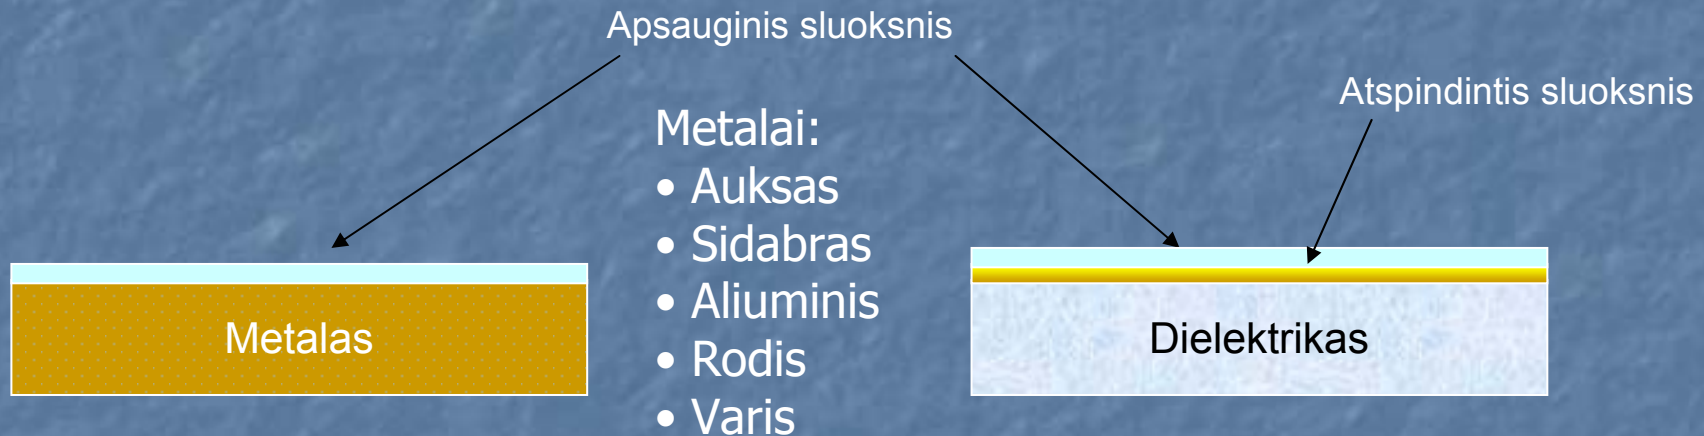 Apsauginis sluoksnis
Atspindintis sluoksnis
Metalai:
• Auksas
• Sidabras
• Aliuminis
• Rodis
• Varis
Metalas
Dielektrikas